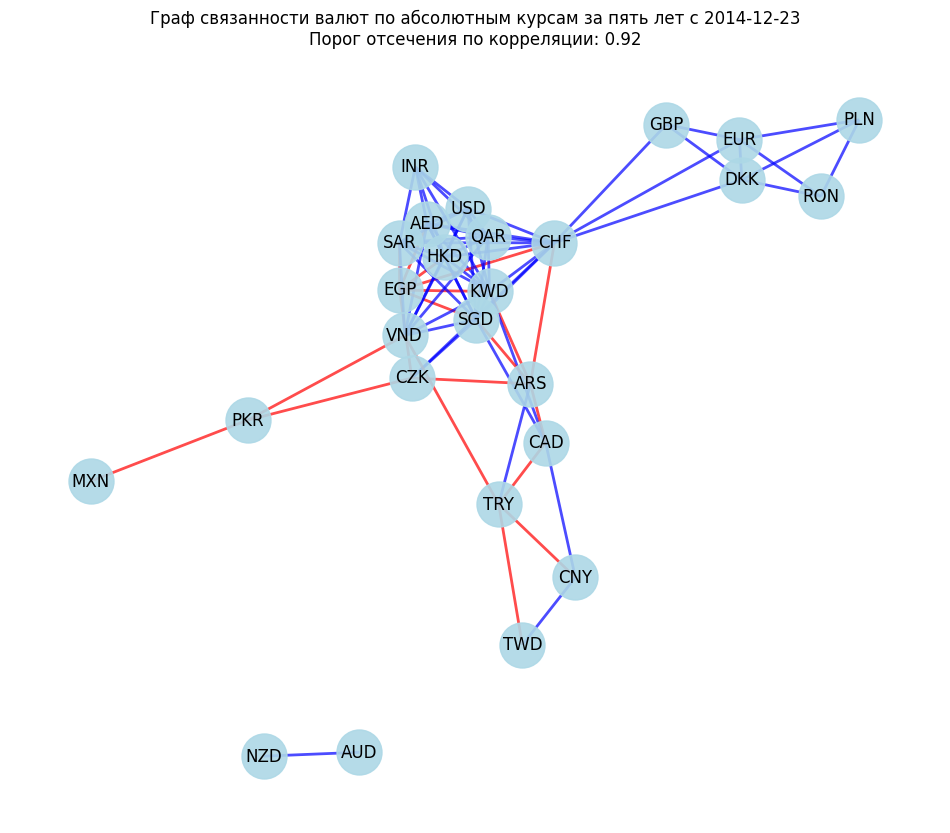 Граф связанности валют по абсолютным курсам за пять лет с 2014-12-23
Порог отсечения по корреляции: 0.92
PLN
GBP
EUR
INR
DKK
RON
USD
AED
QAR
SAR
CHF
HKD
EGP
KWD
SGD
VND
CZK
ARS
PKR
CAD
MXN
TRY
CNY
TWD
AUD
NZD